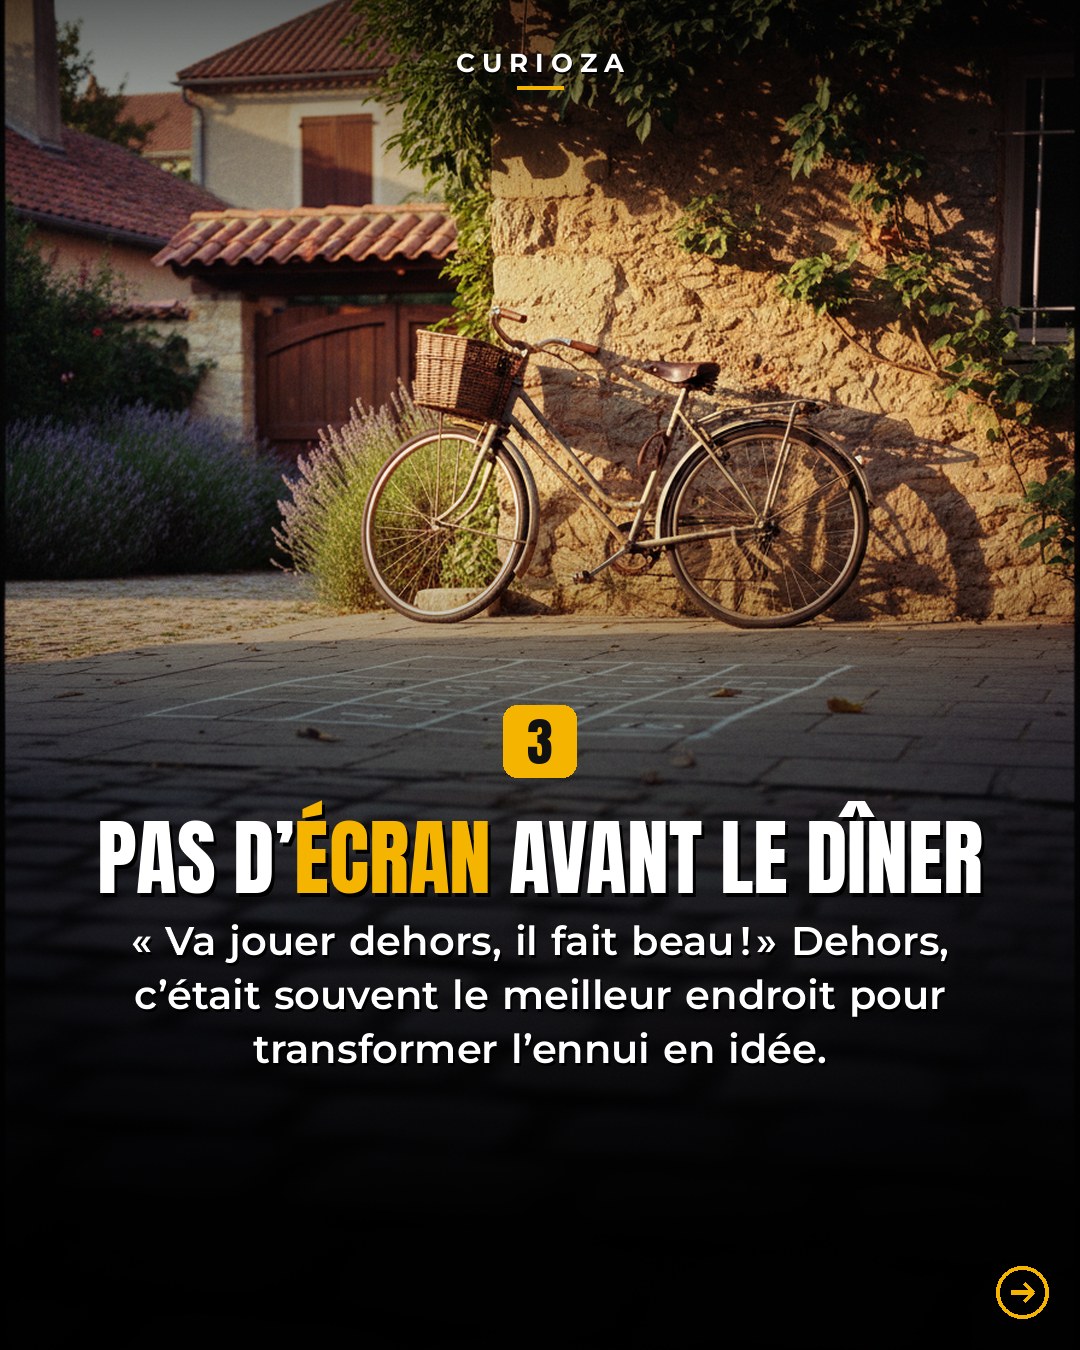 CURIOZA
3
PAS D’ÉCRAN AVANT LE DÎNER
« Va jouer dehors, il fait beau ! » Dehors,
c’était souvent le meilleur endroit pour
transformer l’ennui en idée.